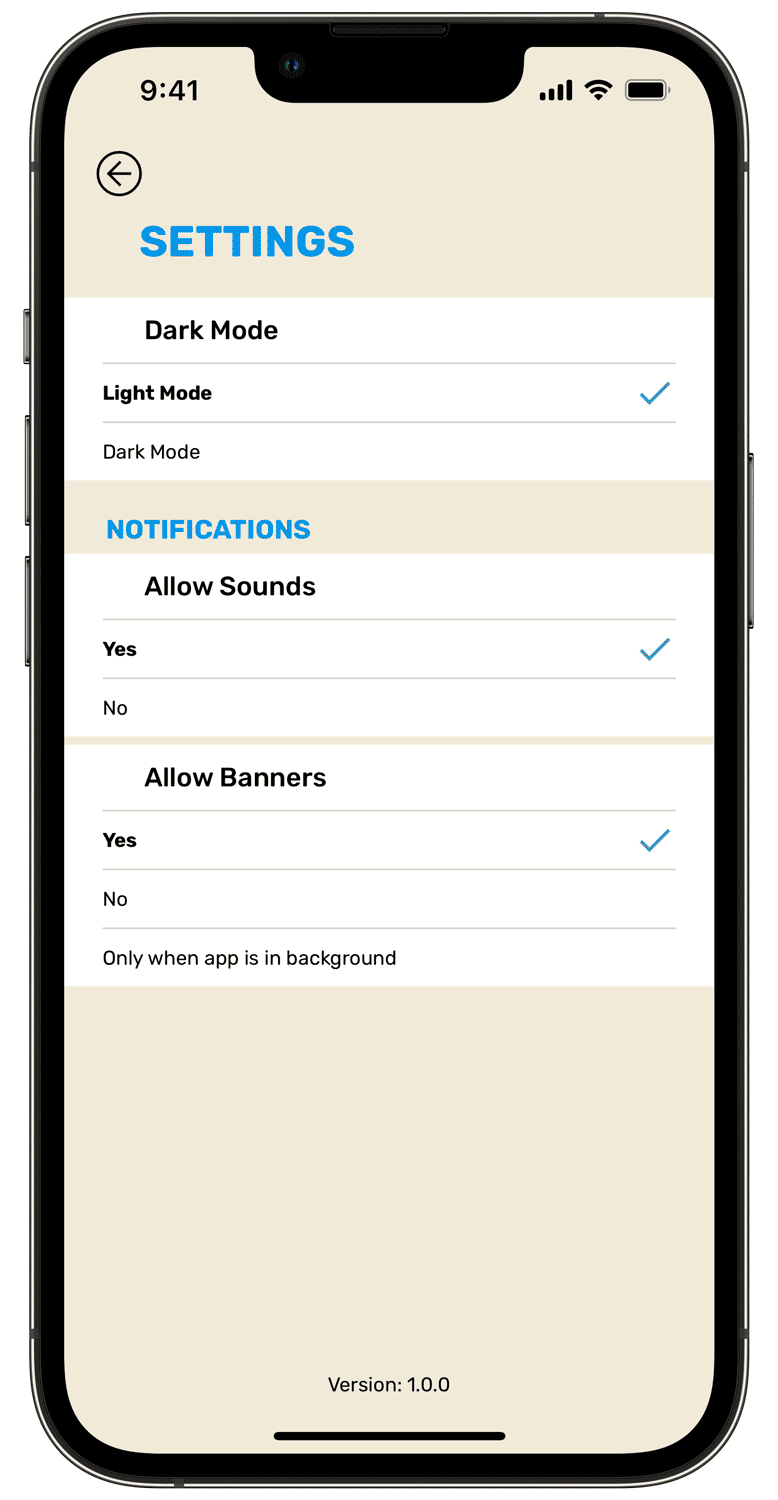 9:41
SETTINGS
Dark Mode
Light Mode
Dark Mode
NOTIFICATIONS
Allow Sounds
Yes
No
Allow Banners
Yes
No
Only when app is in background
Version: 1.0.0